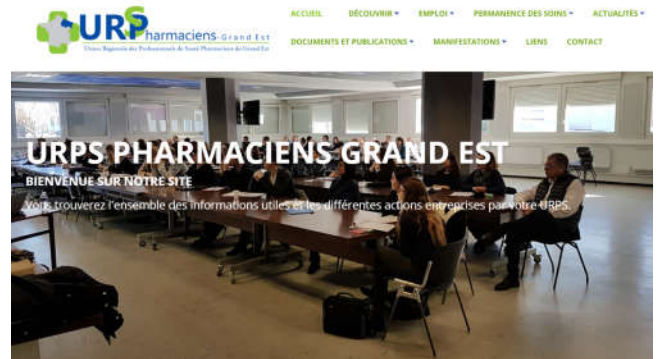 URPS
harmaciens-Grand Est
Union Régionale des Professionnels de Santé Pharmaciens du Grand Est
ACCUEIL DÉCOUVRIR EMPLOI PERMANENCE DES SOINS ACTUALITÉS
DOCUMENTS ET PUBLICATIONS MANIFESTATIONS LIENS CONTACT
URPS PHARMACIENS GRAND EST
BIENVENUE SUR NOTRE SITE
Vous trouverez l'ensemble des informations utiles et les différentes actions entreprises par votre URPS.